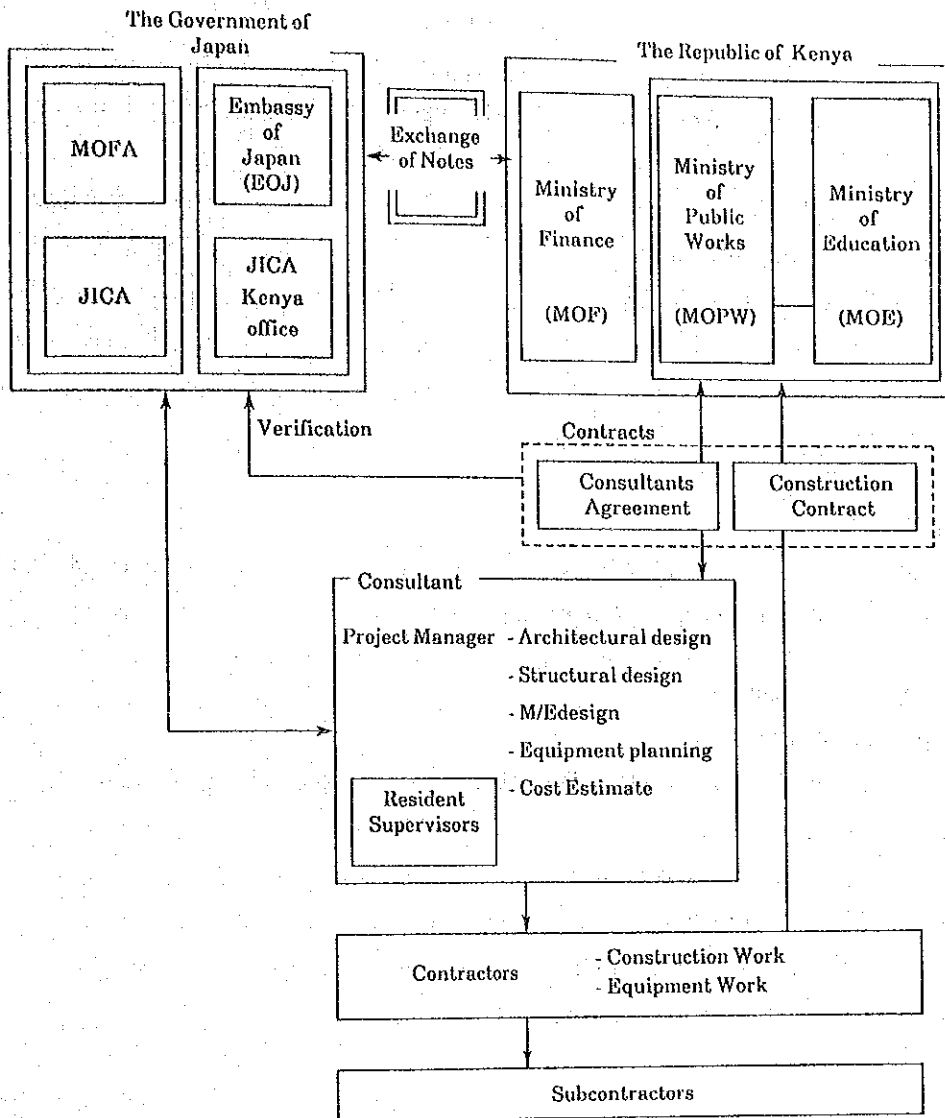 The Government of
Japan
The Republic of Kenya
MOFA
Embassy
of
Japan
(EOJ)
JICA
JICA
Kenya
office
Exchange
of Notes
Ministry
of
Finance
(MOF)
Ministry
of
Public
Works
(MOPW)
Ministry
of
Education
(MOE)
Verification
Contracts
Consultants
Agreement
Construction
Contract
Consultant
Project Manager
- Architectural design
- Structural design
- M/Edesign
- Equipment planning
- Cost Estimate
Resident
Supervisors
Contractors
- Construction Work
- Equipment Work
Subcontractors